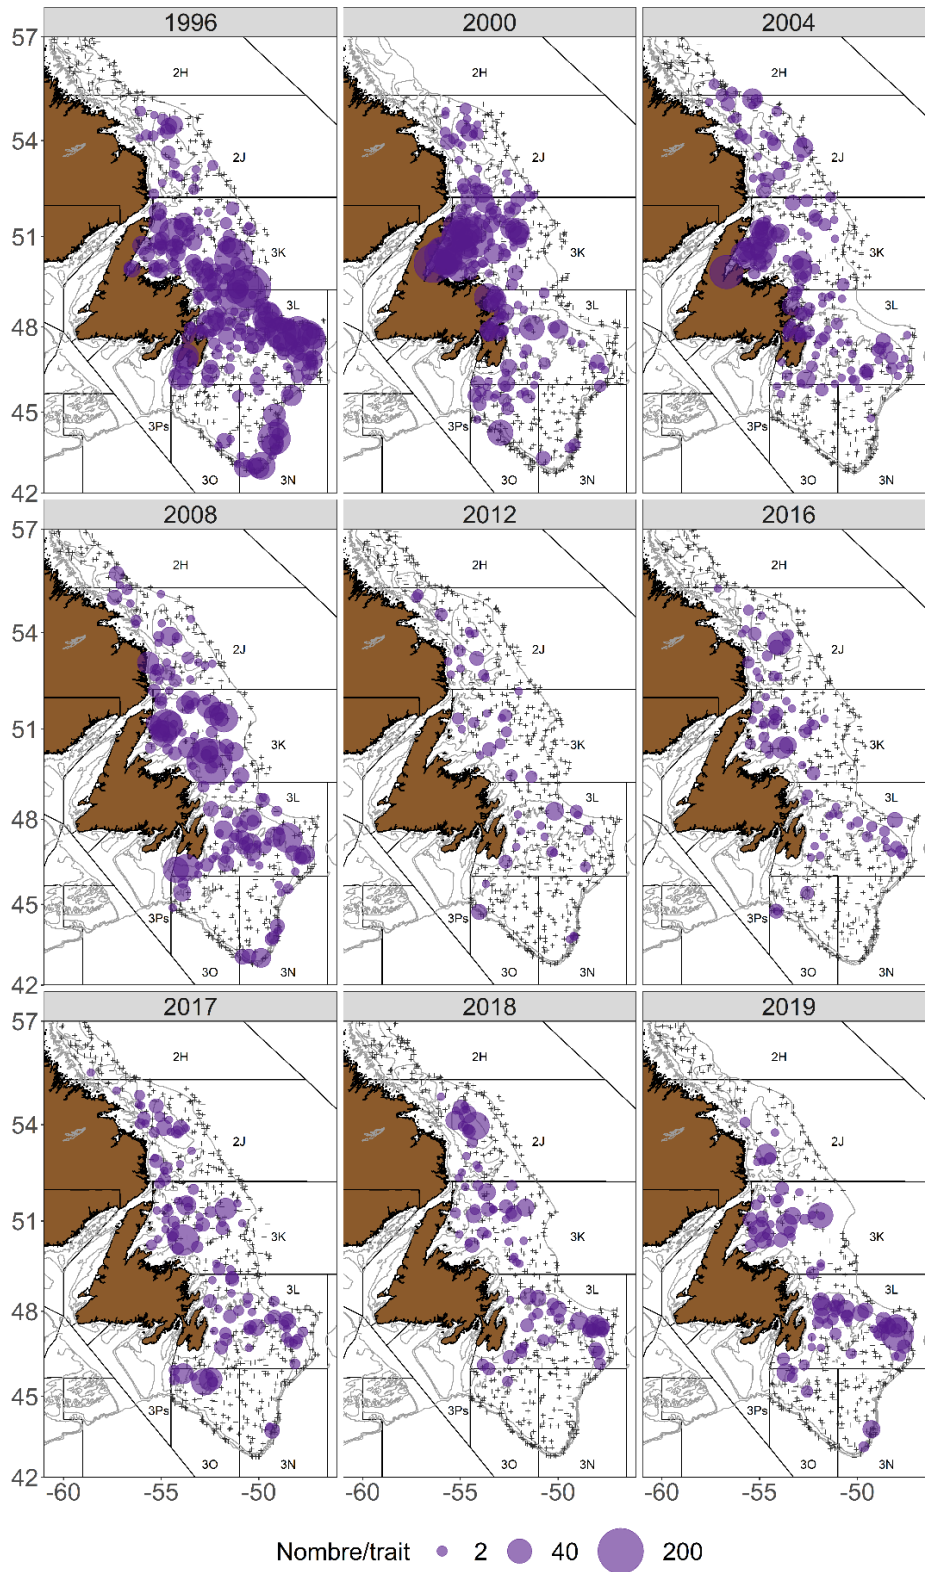 1996 2000 2004
57 2H 2H 2H
54 2J 2J 2J
51 3K 3K 3K
3L 3L 3L
48
45 3Ps 3Ps 3Ps
42 3O 3N 3O 3N 3O 3N
2008 2012 2016
57 2H 2H 2H
54 2J 2J 2J
51 3K 3K 3K
3L 3L 3L
48
45 3Ps 3Ps 3Ps
42 3O 3N 3O 3N 3O 3N
2017 2018 2019
57 2H 2H 2H
54 2J 2J 2J
51 3K 3K 3K
3L 3L 3L
48
45 3Ps 3Ps 3Ps
42 3O 3N 3O 3N 3O 3N
-60 -55 -50 -60 -55 -50 -60 -55 -50
Nombre/trait 2 40 200